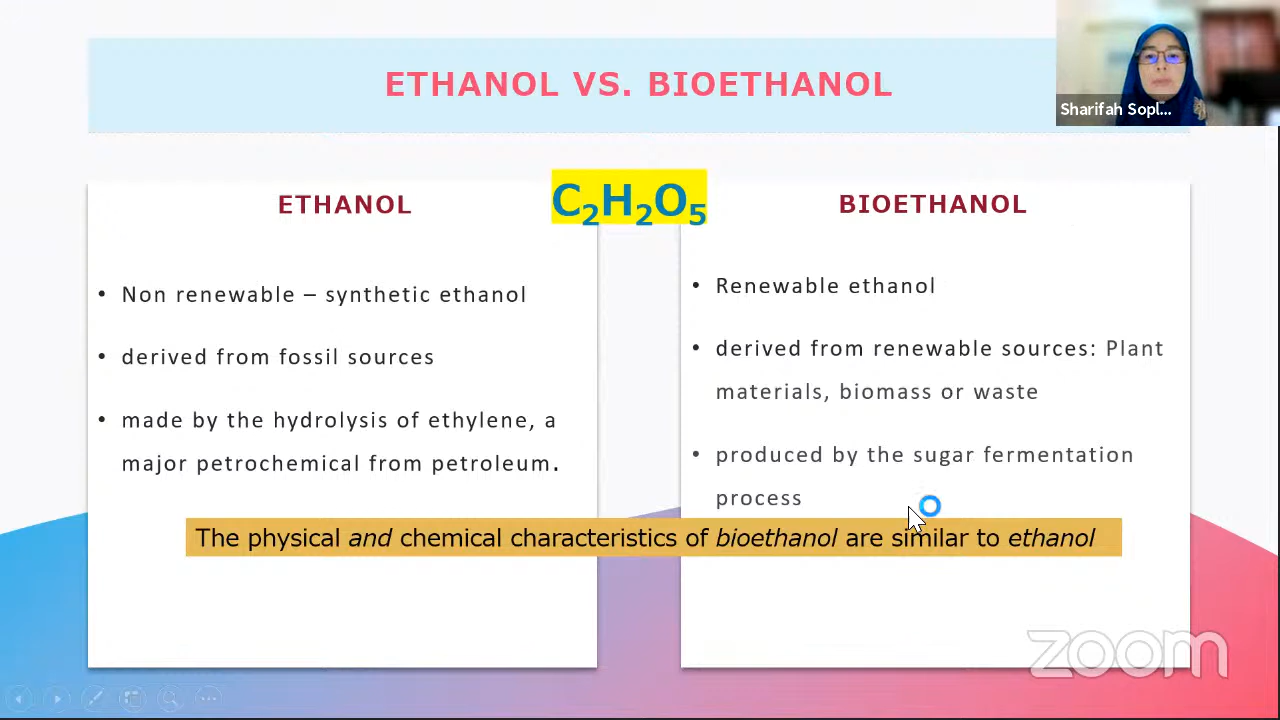 ETHANOL VS. BIOETHANOL
Sharifah Sopl...
C₂H₂O₅
ETHANOL
• Non renewable – synthetic ethanol
• derived from fossil sources
• made by the hydrolysis of ethylene, a
major petrochemical from petroleum.
BIOETHANOL
• Renewable ethanol
• derived from renewable sources: Plant
materials, biomass or waste
• produced by the sugar fermentation
process
The physical and chemical characteristics of bioethanol are similar to ethanol
zoom